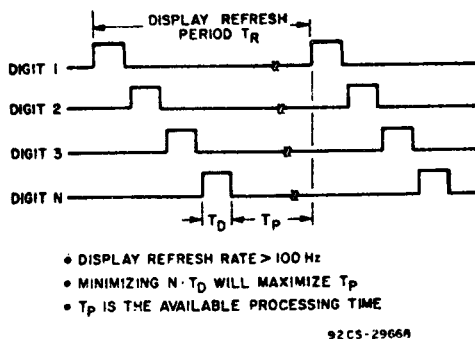 DISPLAY REFRESH
PERIOD TR
DIGIT 1
DIGIT 2
DIGIT 3
DIGIT N
TD
TP
• DISPLAY REFRESH RATE > 100 Hz
• MINIMIZING N · TD WILL MAXIMIZE TP
• TP IS THE AVAILABLE PROCESSING TIME
92CS-29668